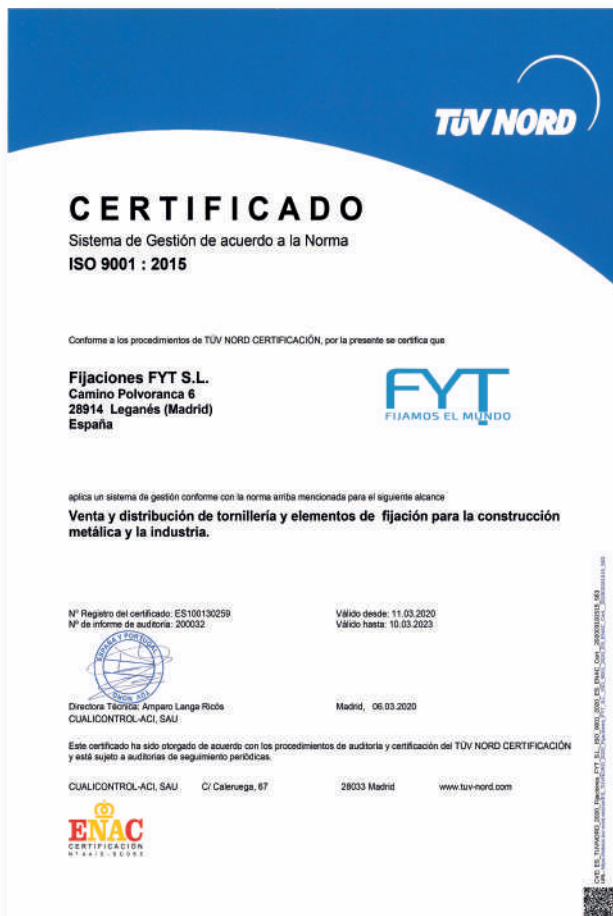 TÜV NORD
CERTIFICADO
Sistema de Gestión de acuerdo a la Norma
ISO 9001 : 2015
Conforme a los procedimientos de TÜV NORD CERTIFICACIÓN, por la presente se certifica que
Fijaciones FYT S.L.
Camino Polvoranca 6
28914 Leganés (Madrid)
España
FYT
FIJAMOS EL MUNDO
aplica un sistema de gestión conforme con la norma arriba mencionada para el siguiente alcance
Venta y distribución de tornillería y elementos de fijación para la construcción
metálica y la industria.
Nº Registro del certificado: ES100130259
Nº de informe de auditoría: 200032
Válido desde: 11.03.2020
Válido hasta: 10.03.2023
ESPAÑA Y PORTUGAL
TÜV NORD
Directora Técnica: Amparo Langa Ricós
CUALICONTROL-ACI, SAU
Madrid, 06.03.2020
Este certificado ha sido otorgado de acuerdo con los procedimientos de auditoría y certificación del TÜV NORD CERTIFICACIÓN
y está sujeto a auditorías de seguimiento periódicas.
CUALICONTROL-ACI, SAU C/ Caleruega, 67 28033 Madrid www.tuv-nord.com
ENAC
CERTIFICACIÓN